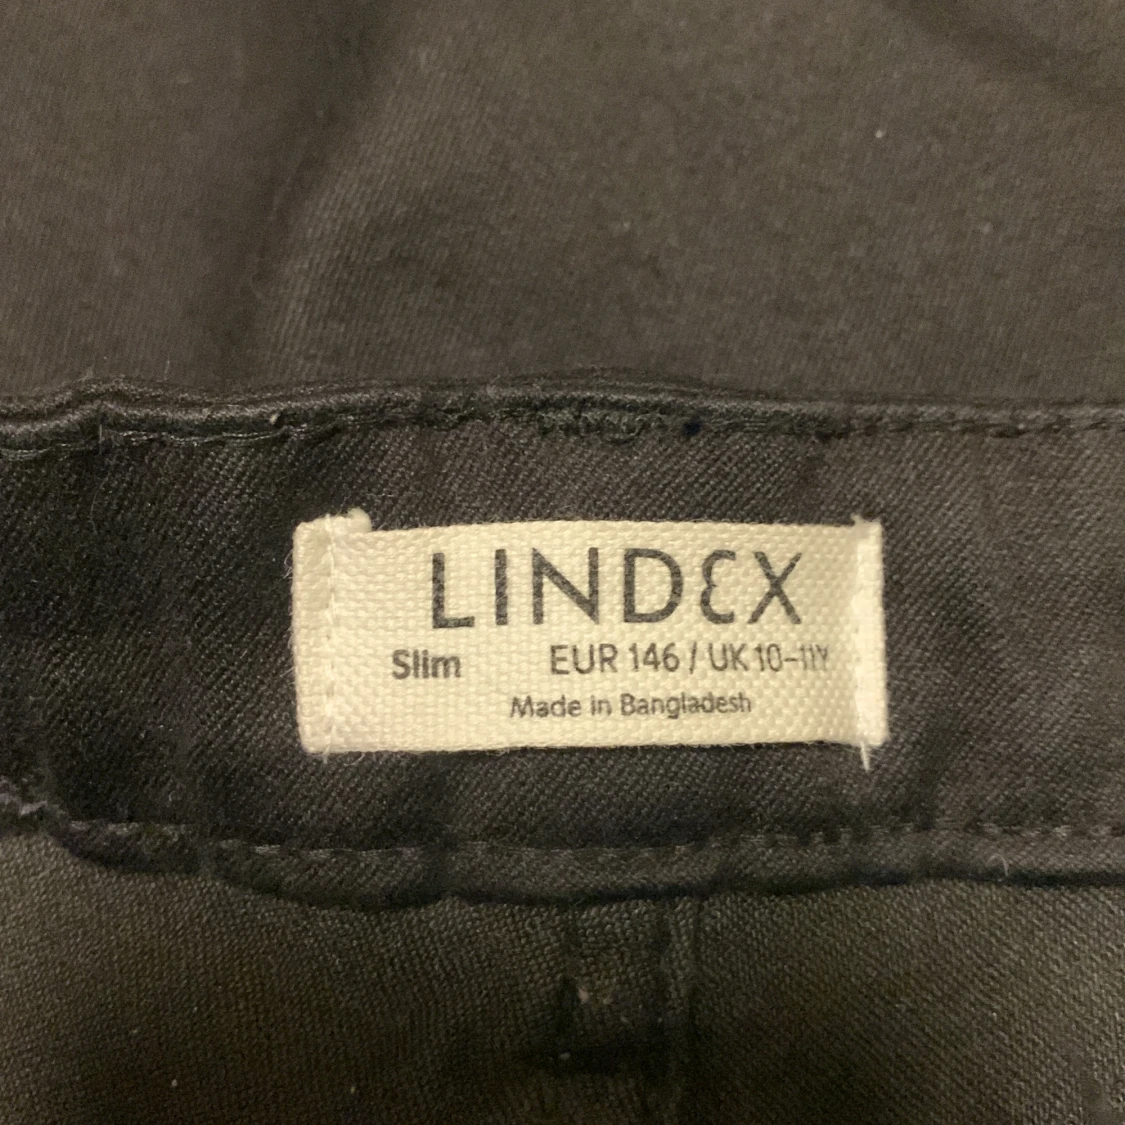 LINDEX
Slim EUR 146 / UK 10-11Y
Made in Bangladesh